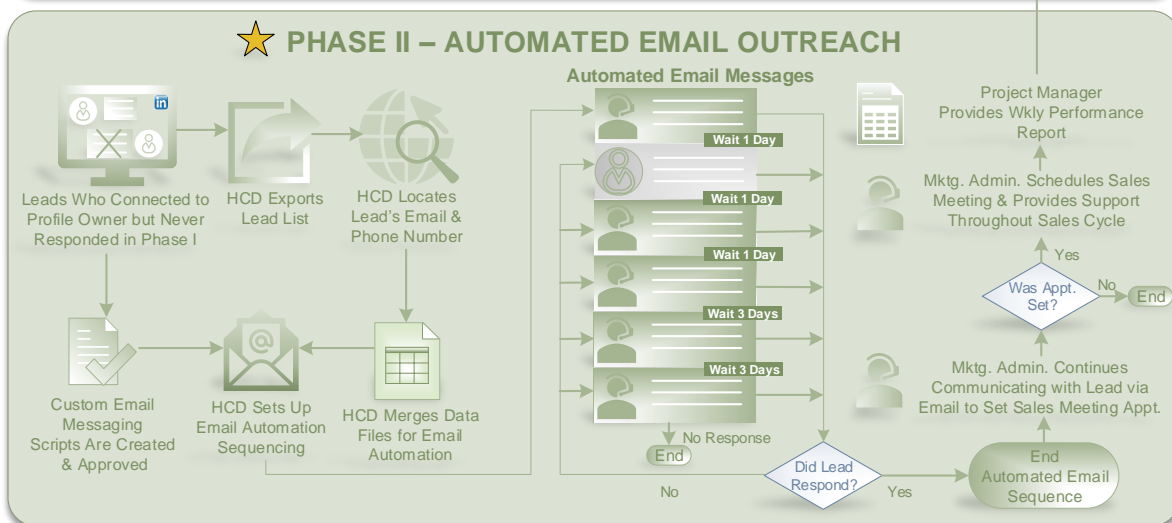 PHASE II – AUTOMATED EMAIL OUTREACH
Automated Email Messages
in
Leads Who Connected to
Profile Owner but Never
Responded in Phase I
HCD Exports
Lead List
HCD Locates
Lead's Email &
Phone Number
Custom Email
Messaging
Scripts Are Created
& Approved
@
HCD Sets Up
Email Automation
Sequencing
HCD Merges Data
Files for Email
Automation
Wait 1 Day
Wait 1 Day
Wait 1 Day
Wait 3 Days
Wait 3 Days
No Response
End
Did Lead
Respond?
No
Yes
End
Automated Email
Sequence
Mktg. Admin. Continues
Communicating with Lead via
Email to Set Sales Meeting Appt.
Was Appt.
Set?
No
End
Yes
Mktg. Admin. Schedules Sales
Meeting & Provides Support
Throughout Sales Cycle
Project Manager
Provides Wkly Performance
Report